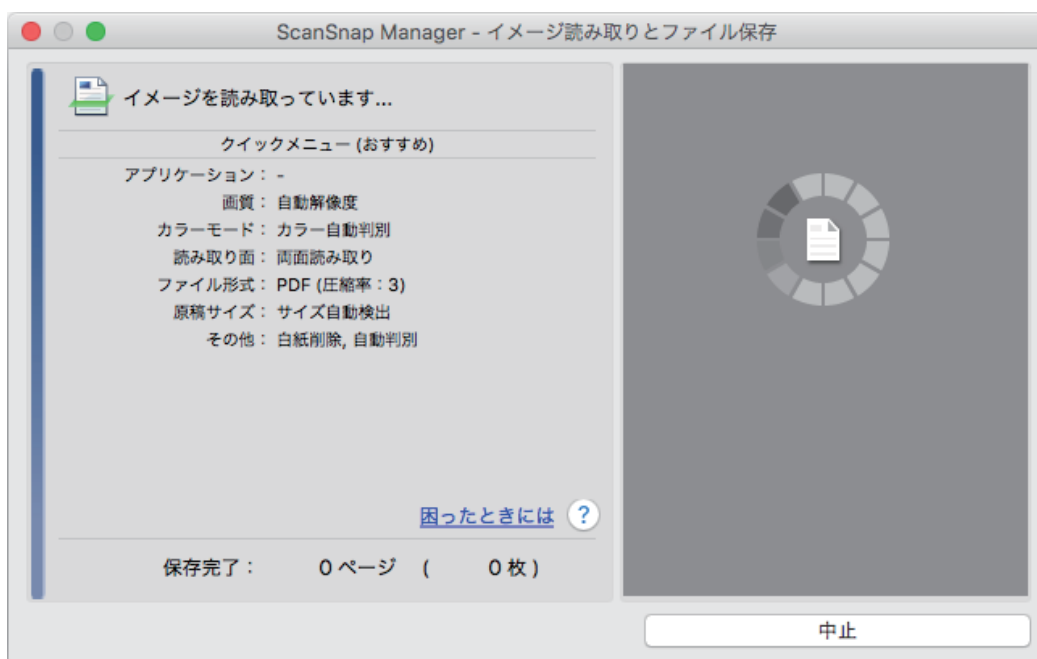 ScanSnap Manager - イメージ読み取りとファイル保存
イメージを読み取っています...
クイックメニュー (おすすめ)
アプリケーション： -
画質： 自動解像度
カラーモード： カラー自動判別
読み取り面： 両面読み取り
ファイル形式： PDF (圧縮率：3)
原稿サイズ： サイズ自動検出
その他： 白紙削除, 自動判別
困ったときには ?
保存完了： 0 ページ ( 0 枚 )
中止